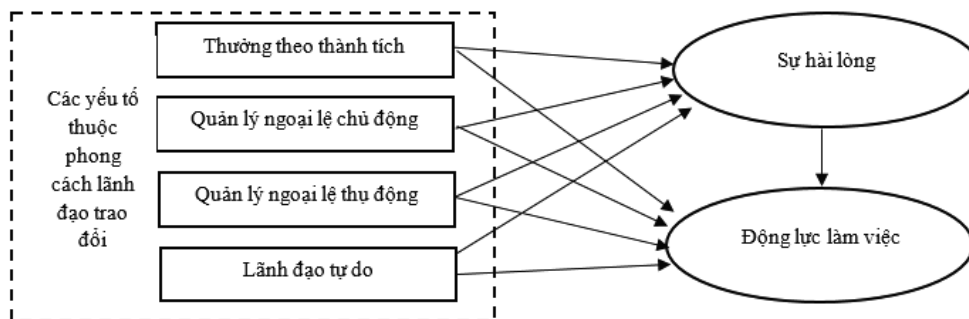 Các yếu tố
thuộc
phong
cách lãnh
đạo trao
đổi
Thường theo thành tích
Quản lý ngoại lệ chủ động
Quản lý ngoại lệ thụ động
Lãnh đạo tự do
Sự hài lòng
Động lực làm việc